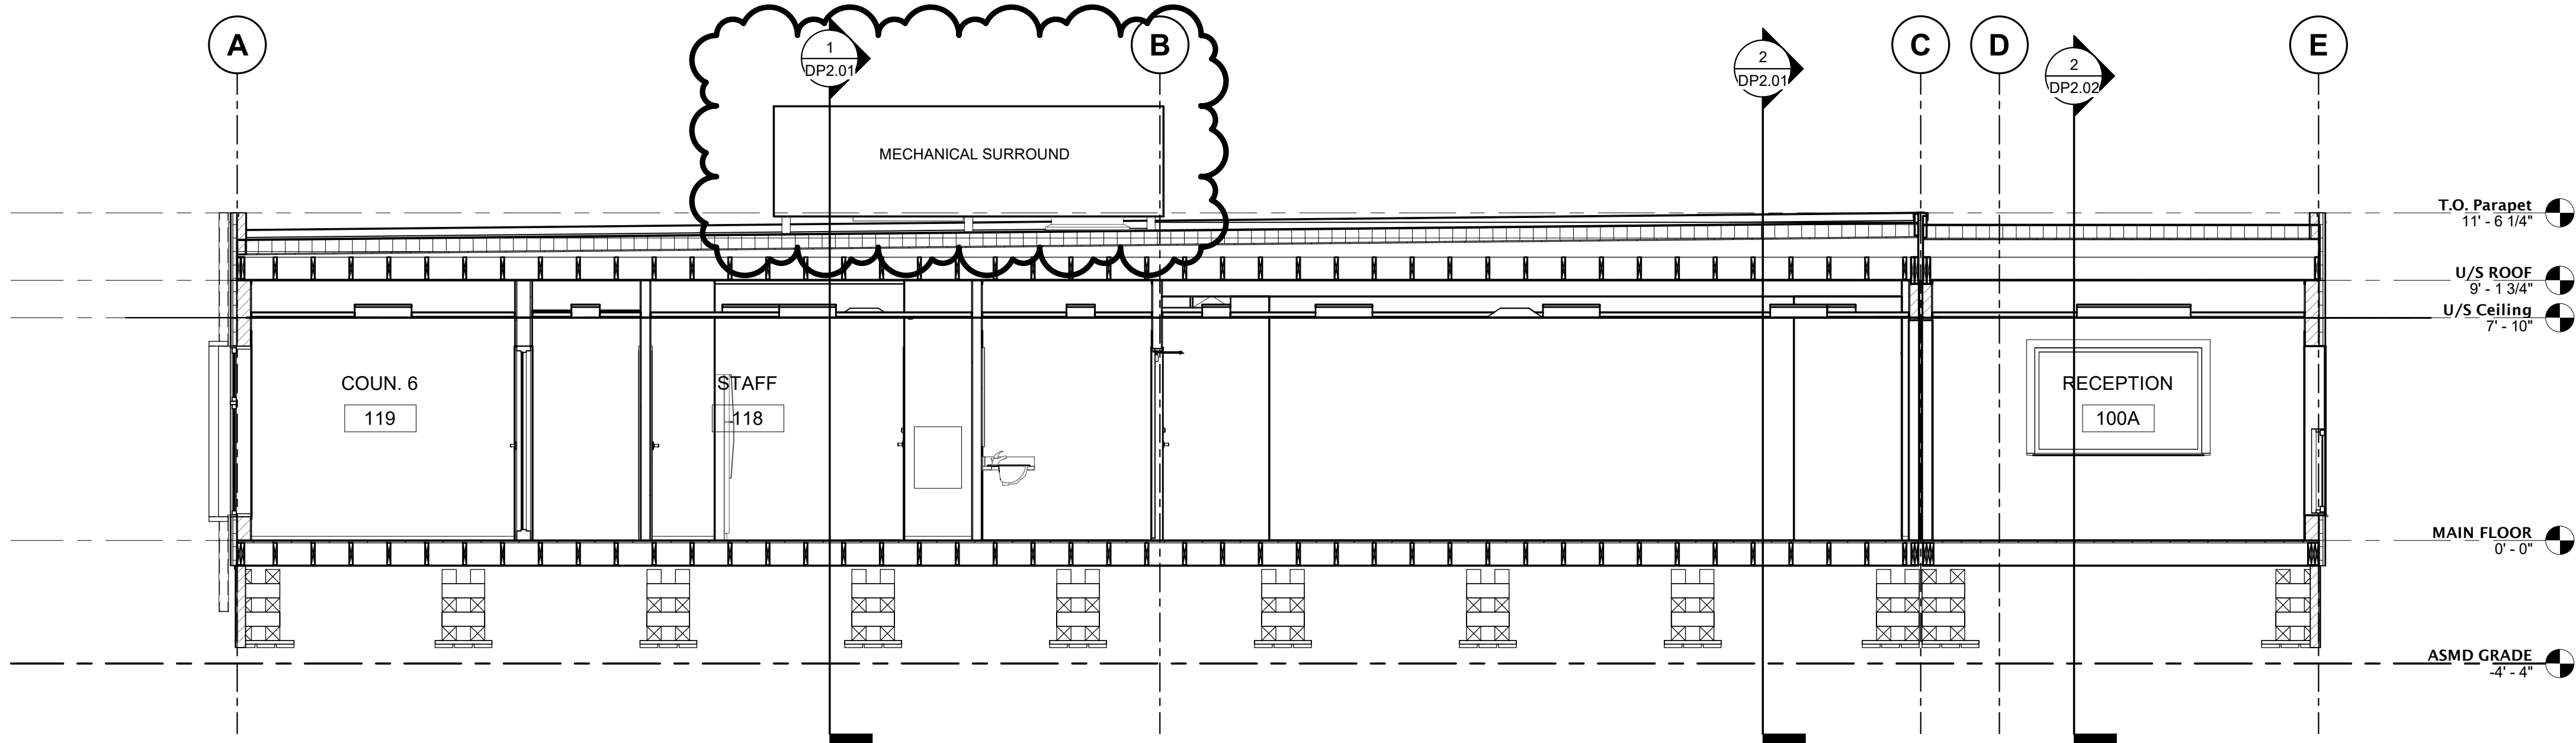 A
1
DP2.01
B
2
DP2.01
C
D
2
DP2.02
E
MECHANICAL SURROUND
T.O. Parapet
11' - 6 1/4"
U/S ROOF
9' - 1 3/4"
U/S Ceiling
7' - 10"
COUN. 6
119
STAFF
118
RECEPTION
100A
MAIN FLOOR
0' - 0"
ASMD GRADE
-4' - 4"